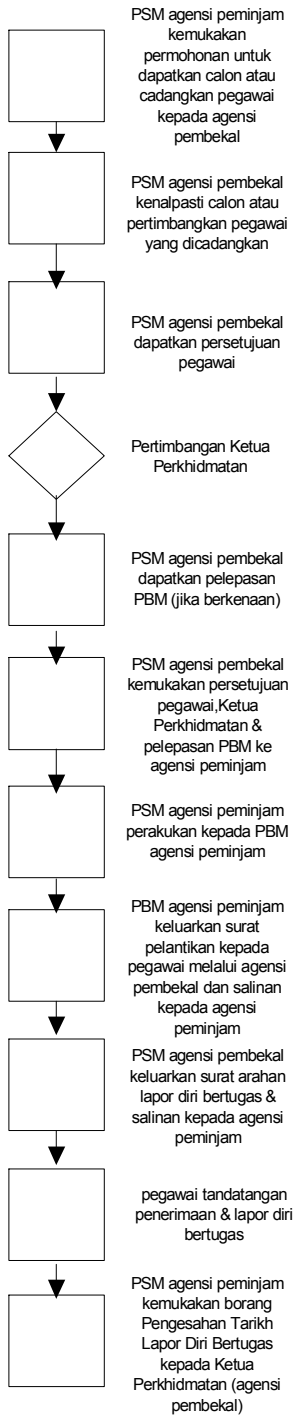 PSM agensi peminjam
kemukakan
permohonan untuk
dapatkan calon atau
cadangkan pegawai
kepada agensi
pembekal
PSM agensi pembekal
kenalpasti calon atau
pertimbangkan pegawai
yang dicadangkan
PSM agensi pembekal
dapatkan persetujuan
pegawai
Pertimbangan Ketua
Perkhidmatan
PSM agensi pembekal
dapatkan pelepasan
PBM (jika berkenaan)
PSM agensi pembekal
kemukakan persetujuan
pegawai,Ketua
Perkhidmatan &
pelepasan PBM ke
agensi peminjam
PSM agensi peminjam
perakukan kepada PBM
agensi peminjam
PBM agensi peminjam
keluarkan surat
pelantikan kepada
pegawai melalui agensi
pembekal dan salinan
kepada agensi
peminjam
PSM agensi pembekal
keluarkan surat arahan
lapor diri bertugas &
salinan kepada agensi
peminjam
pegawai tandatangan
penerimaan & lapor diri
bertugas
PSM agensi peminjam
kemukakan borang
Pengesahan Tarikh
Lapor Diri Bertugas
kepada Ketua
Perkhidmatan (agensi
pembekal)